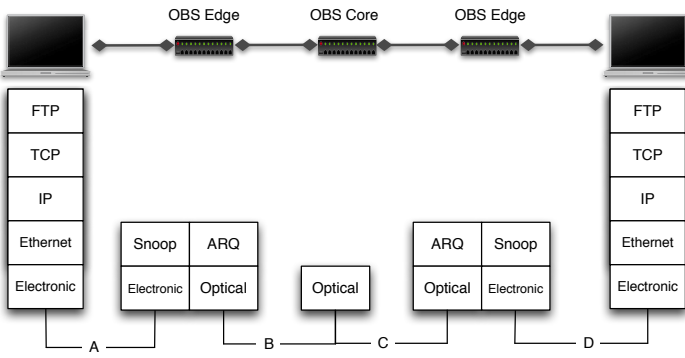 OBS Edge OBS Core OBS Edge
FTP FTP
TCP TCP
IP IP
Ethernet Snoop ARQ ARQ Snoop Ethernet
Electronic Electronic Optical Optical Optical Electronic Electronic
A B C D